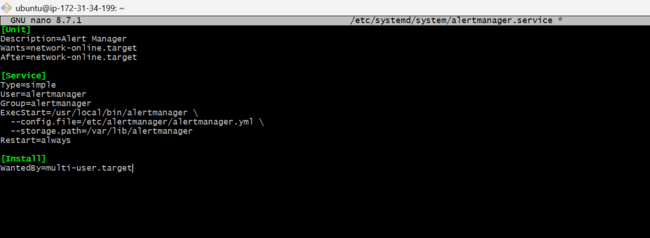 ubuntu@ip-172-31-34-199: ~
GNU nano 8.7.1 /etc/systemd/system/alertmanager.service *
[Unit]
Description=Alert Manager
Wants=network-online.target
After=network-online.target
[Service]
Type=simple
User=alertmanager
Group=alertmanager
ExecStart=/usr/local/bin/alertmanager \
  --config.file=/etc/alertmanager/alertmanager.yml \
  --storage.path=/var/lib/alertmanager
Restart=always
[Install]
WantedBy=multi-user.target